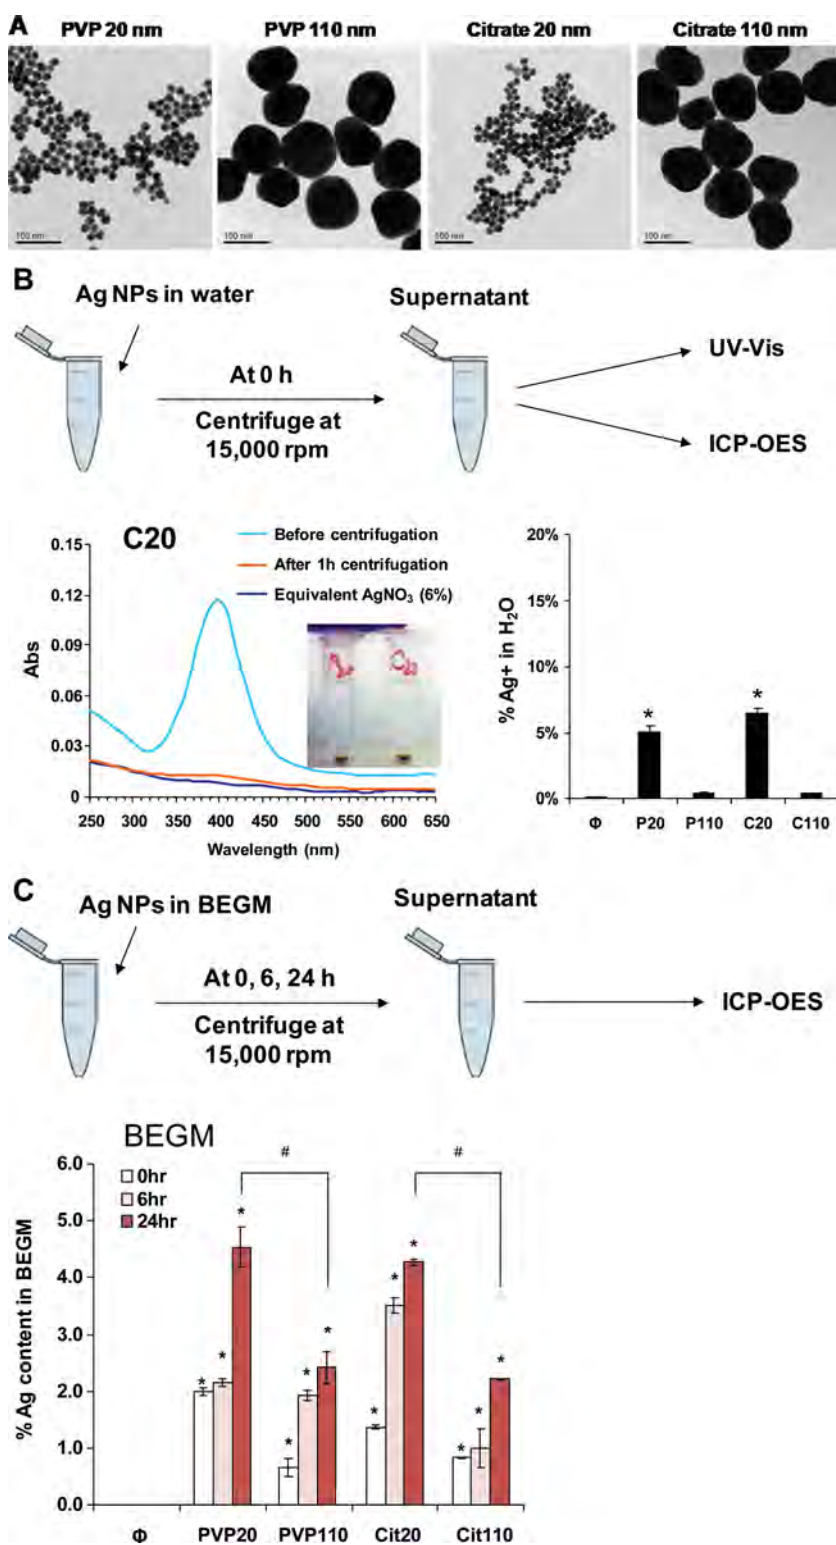 A
PVP 20 nm
PVP 110 nm
Citrate 20 nm
Citrate 110 nm
100 nm
100 nm
100 nm
100 nm
B
Ag NPs in water
Supernatant
At 0 h
Centrifuge at
15,000 rpm
UV-Vis
ICP-OES
C20
Before centrifugation
After 1h centrifugation
Equivalent AgNO₃ (6%)
Abs
0.15
0.12
0.09
0.06
0.03
0
250 300 350 400 450 500 550 600 650
Wavelength (nm)
C20
% Ag+ in H₂O
20%
15%
10%
5%
0%
* *
Φ P20 P110 C20 C110
C
Ag NPs in BEGM
Supernatant
At 0, 6, 24 h
Centrifuge at
15,000 rpm
ICP-OES
BEGM
0hr
6hr
24hr
% Ag content in BEGM
6.0
5.0
4.0
3.0
2.0
1.0
0.0
# #
* * * * * * * * * * * *
Φ PVP20 PVP110 Cit20 Cit110